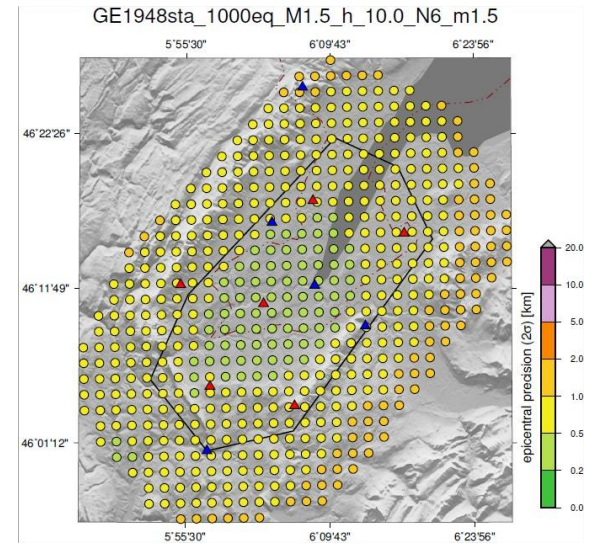 GE1948sta_1000eq_M1.5_h_10.0_N6_m1.5
5˚55'30" 6˚09'43" 6˚23'56"
46˚22'26"
46˚11'49"
46˚01'12"
5˚55'30" 6˚09'43" 6˚23'56"
20.0
10.0
5.0
2.0
1.0
0.5
0.2
0.0
epicentral precision (2σ) [km]